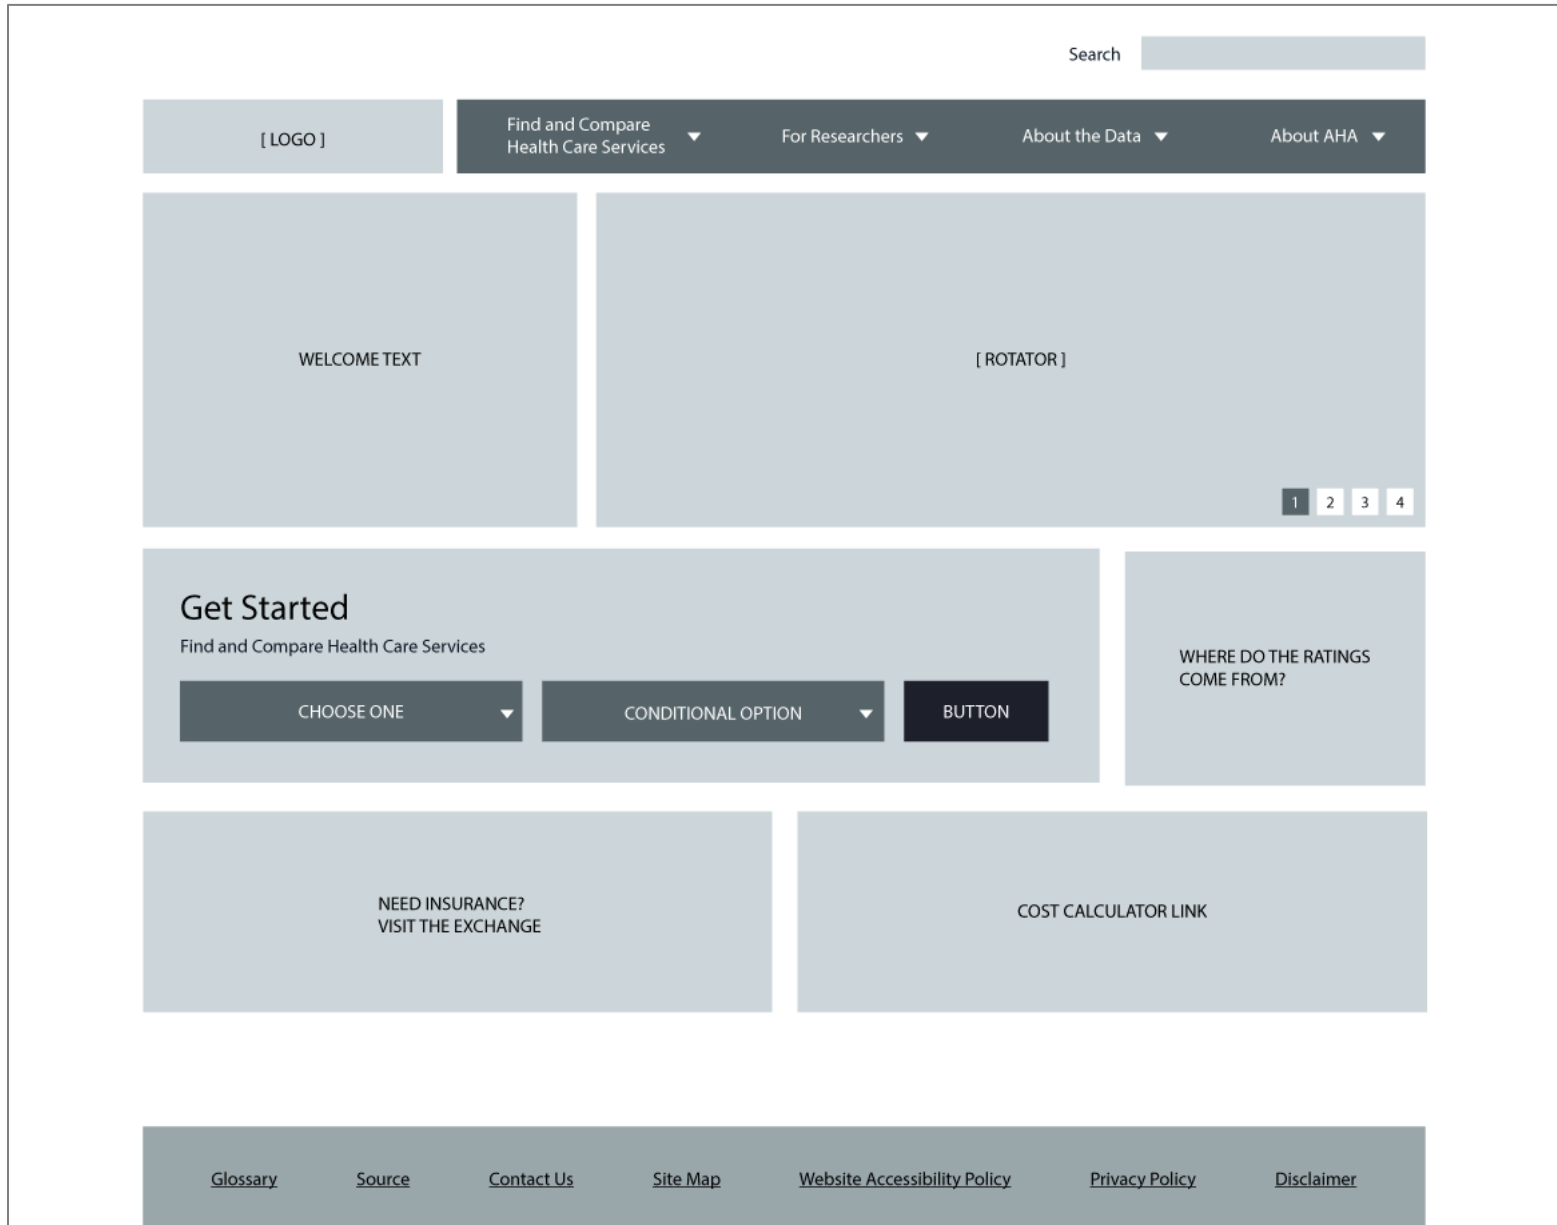 Search
[ LOGO ]
Find and Compare
Health Care Services
For Researchers
About the Data
About AHA
WELCOME TEXT
[ ROTATOR ]
1 2 3 4
Get Started
Find and Compare Health Care Services
CHOOSE ONE
CONDITIONAL OPTION
BUTTON
WHERE DO THE RATINGS
COME FROM?
NEED INSURANCE?
VISIT THE EXCHANGE
COST CALCULATOR LINK
Glossary Source Contact Us Site Map Website Accessibility Policy Privacy Policy Disclaimer